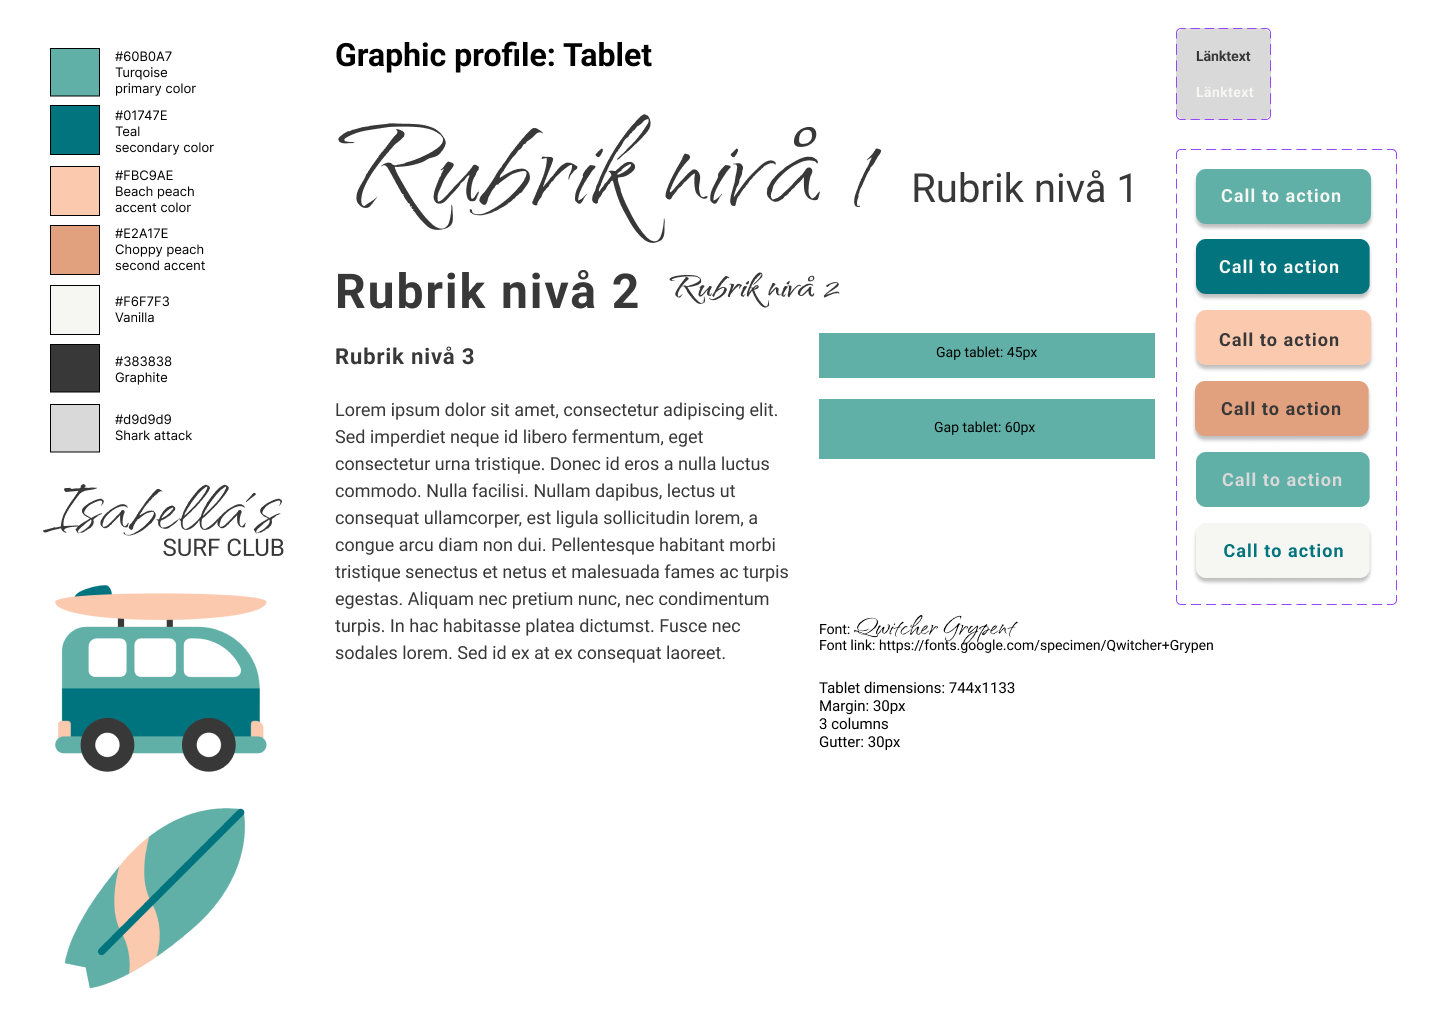 #60B0A7
Turqoise
primary color
#01747E
Teal
secondary color
#FBC9AE
Beach peach
accent color
#E2A17E
Choppy peach
second accent
#F6F7F3
Vanilla
#383838
Graphite
#d9d9d9
Shark attack
Isabella´s
SURF CLUB
Graphic profile: Tablet
Rubrik nivå 1 Rubrik nivå 1
Rubrik nivå 2 Rubrik nivå 2
Rubrik nivå 3
Lorem ipsum dolor sit amet, consectetur adipiscing elit.
Sed imperdiet neque id libero fermentum, eget
consectetur urna tristique. Donec id eros a nulla luctus
commodo. Nulla facilisi. Nullam dapibus, lectus ut
consequat ullamcorper, est ligula sollicitudin lorem, a
congue arcu diam non dui. Pellentesque habitant morbi
tristique senectus et netus et malesuada fames ac turpis
egestas. Aliquam nec pretium nunc, nec condimentum
turpis. In hac habitasse platea dictumst. Fusce nec
sodales lorem. Sed id ex at ex consequat laoreet.
Gap tablet: 45px
Gap tablet: 60px
Font: Qwitcher Grypent
Font link: https://fonts.google.com/specimen/Qwitcher+Grypen
Tablet dimensions: 744x1133
Margin: 30px
3 columns
Gutter: 30px
Länktext
Länktext
Call to action
Call to action
Call to action
Call to action
Call to action
Call to action